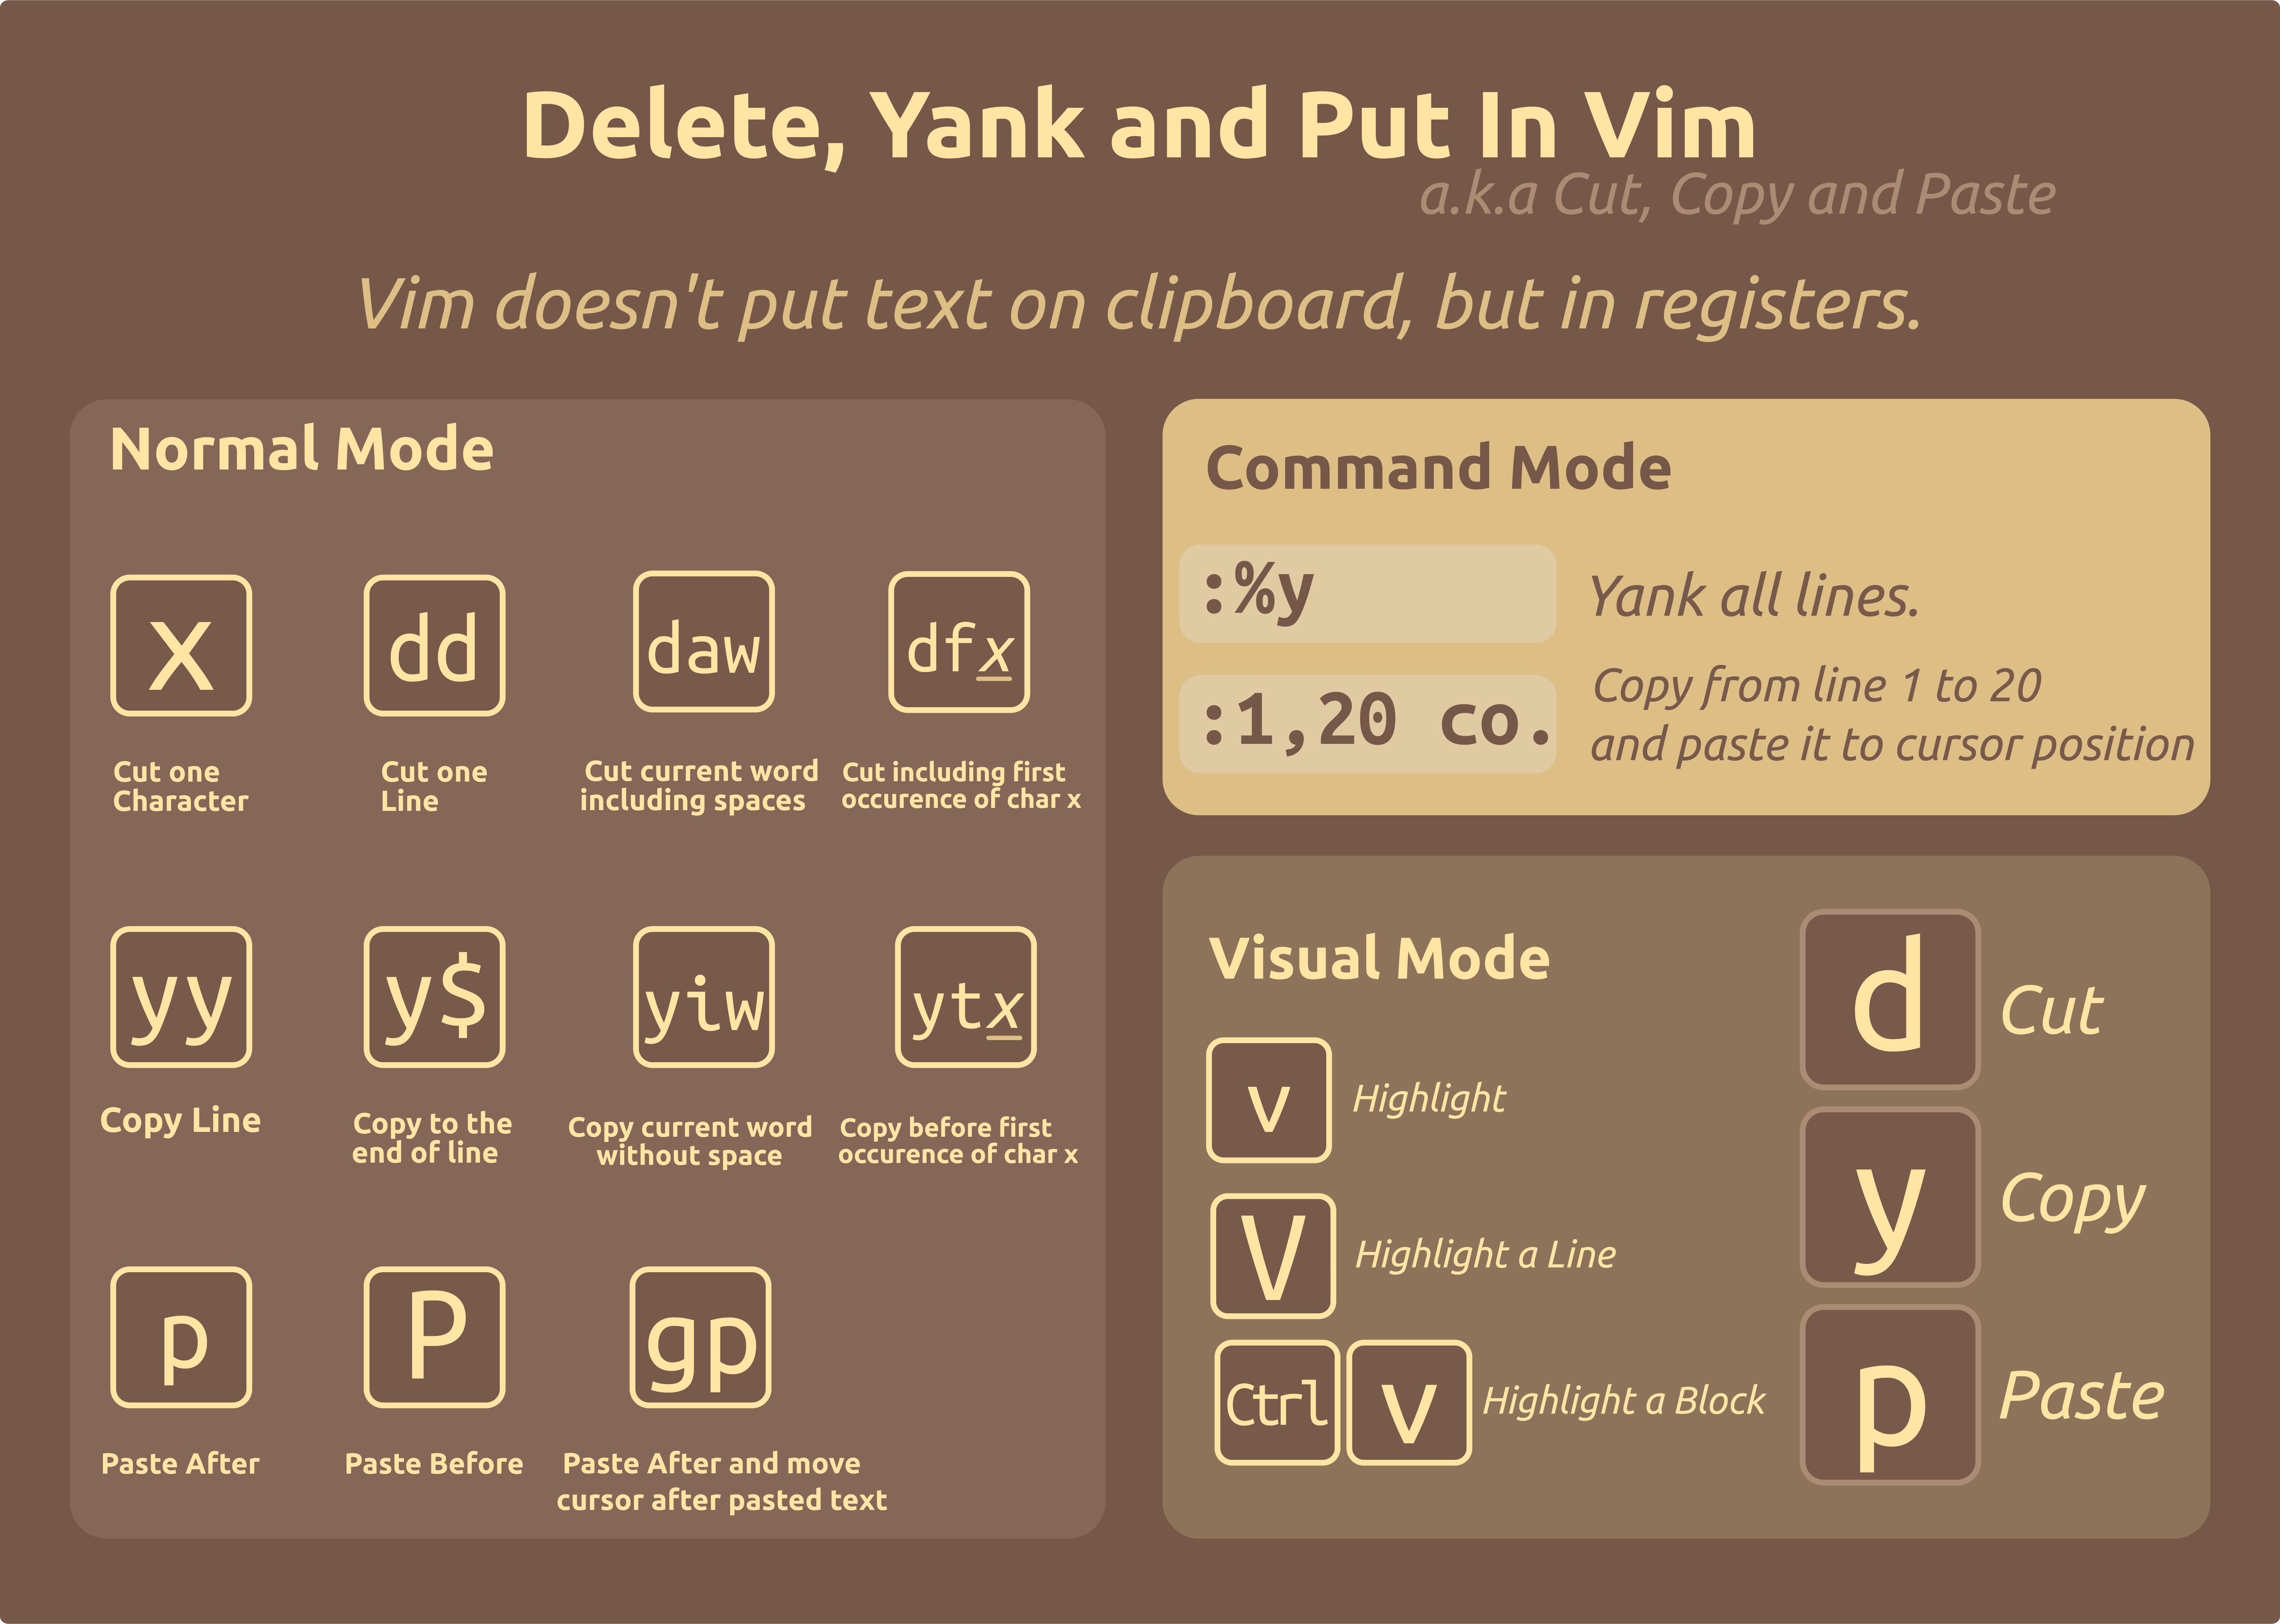 Delete, Yank and Put In Vim
a.k.a Cut, Copy and Paste
Vim doesn't put text on clipboard, but in registers.
Normal Mode
x
Cut one
Character
dd
Cut one
Line
daw
Cut current word
including spaces
dfx
Cut including first
occurence of char x
yy
Copy Line
y$
Copy to the
end of line
yiw
Copy current word
without space
ytx
Copy before first
occurence of char x
p
Paste After
P
Paste Before
gp
Paste After and move
cursor after pasted text
Command Mode
:%y
Yank all lines.
:1,20 co.
Copy from line 1 to 20
and paste it to cursor position
Visual Mode
v
Highlight
V
Highlight a Line
Ctrl v
Highlight a Block
d
Cut
y
Copy
p
Paste